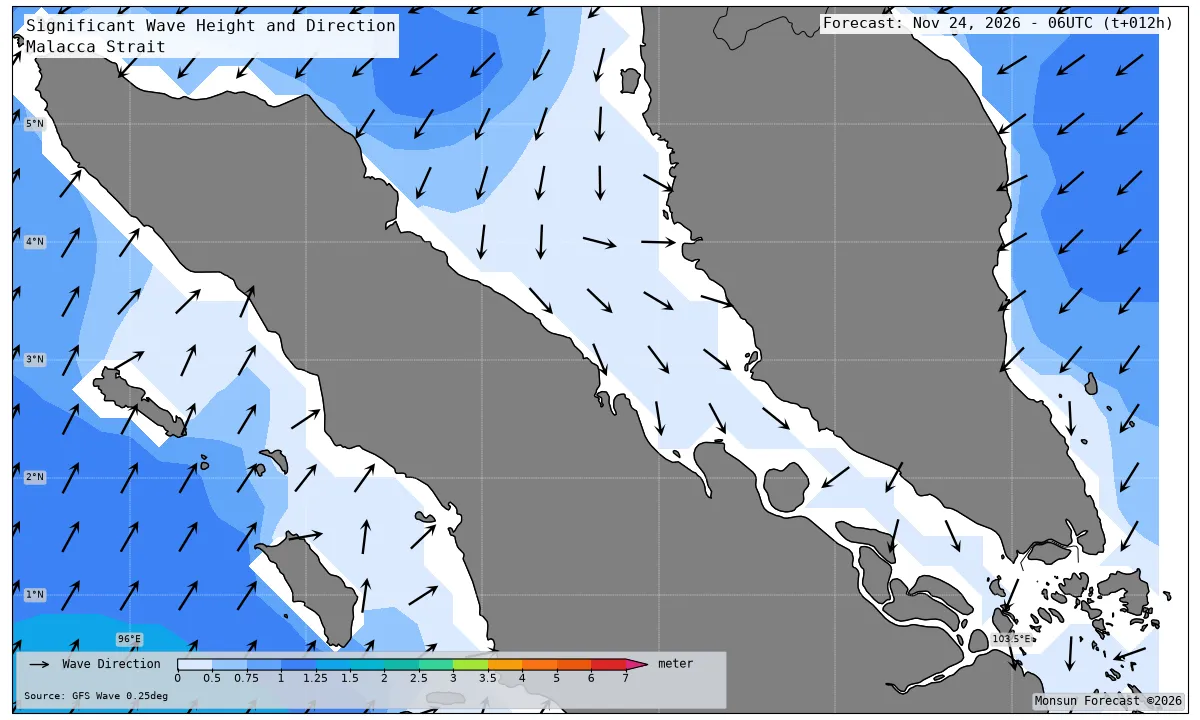 Significant Wave Height and Direction
Malacca Strait
Forecast: Nov 24, 2026 - 06UTC (t+012h)
5°N
4°N
3°N
2°N
1°N
96°E
103.5°E
Wave Direction
meter
0 0.5 0.75 1 1.25 1.5 2 2.5 3 3.5 4 5 6 7
Source: GFS Wave 0.25deg
Monsun Forecast ©2026